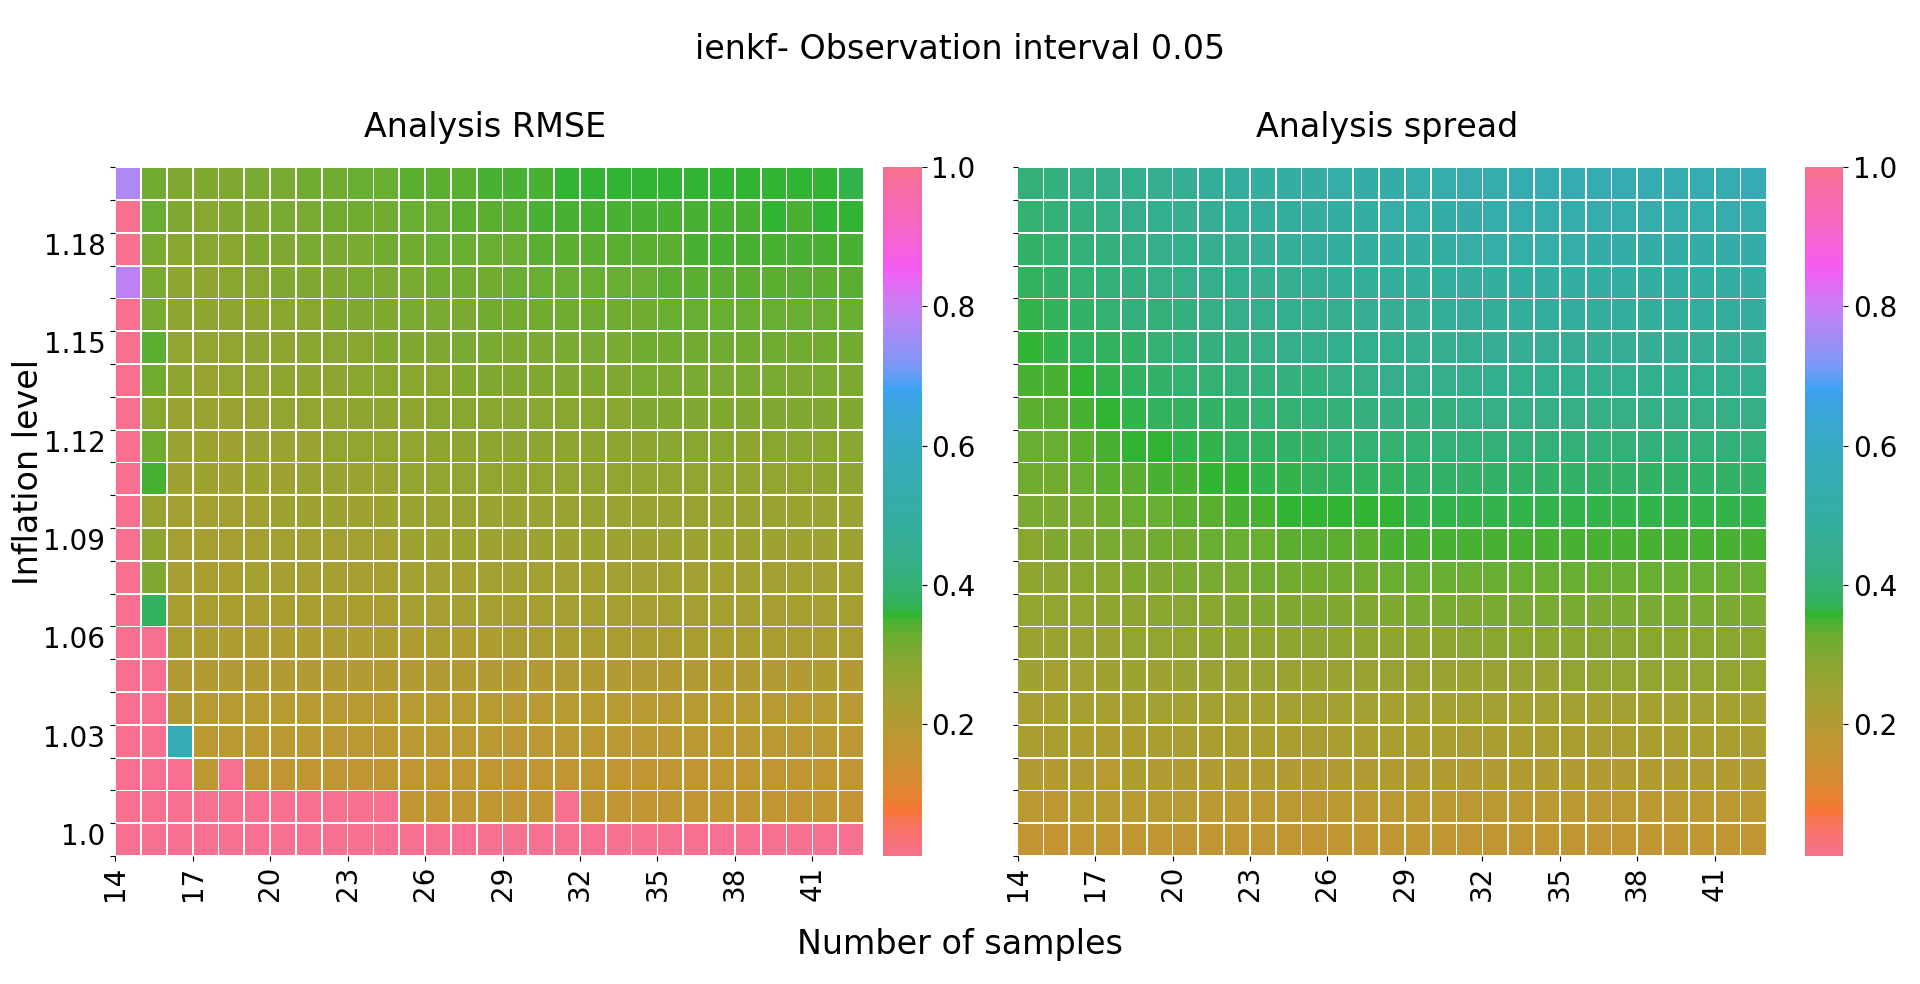 ienkf- Observation interval 0.05
Analysis RMSE
Analysis spread
Inflation level
1.18
1.15
1.12
1.09
1.06
1.03
1.0
14 17 20 23 26 29 32 35 38 41
1.0
0.8
0.6
0.4
0.2
14 17 20 23 26 29 32 35 38 41
1.0
0.8
0.6
0.4
0.2
Number of samples